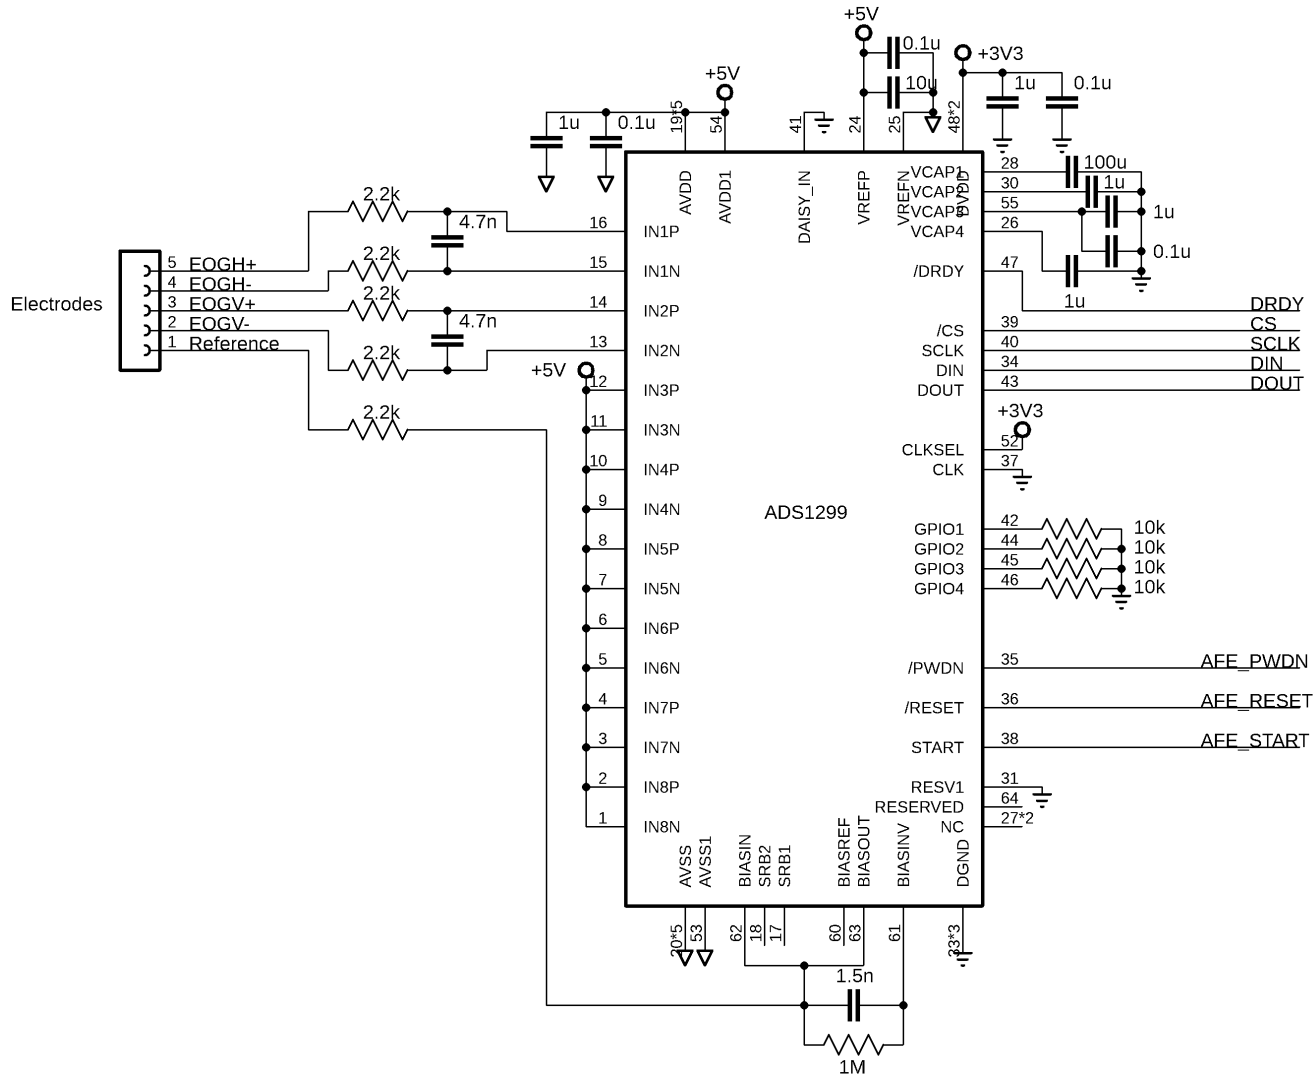 +5V
0.1u
+3V3
10u
1u
0.1u
+5V
1u
0.1u
19*5
54
41
24
25
48*2
AVDD
AVDD1
DAISY_IN
VREFP
VREFN
DVDD
VCAP1
28
100u
VCAP2
30
1u
VCAP3
55
1u
VCAP4
26
0.1u
1u
2.2k
4.7n
16
IN1P
2.2k
15
IN1N
2.2k
14
IN2P
4.7n
2.2k
13
IN2N
2.2k
Electrodes
5
EOGH+
4
EOGH-
3
EOGV+
2
EOGV-
1
Reference
+5V
12
IN3P
11
IN3N
10
IN4P
9
IN4N
8
IN5P
7
IN5N
6
IN6P
5
IN6N
4
IN7P
3
IN7N
2
IN8P
1
IN8N
ADS1299
/DRDY
47
DRDY
/CS
39
CS
SCLK
40
SCLK
DIN
34
DIN
DOUT
43
DOUT
+3V3
CLKSEL
52
CLK
37
GPIO1
42
10k
GPIO2
44
10k
GPIO3
45
10k
GPIO4
46
10k
/PWDN
35
AFE_PWDN
/RESET
36
AFE_RESET
START
38
AFE_START
RESV1
31
RESERVED
64
NC
27*2
AVSS
AVSS1
BIASIN
SRB2
SRB1
BIASREF
BIASOUT
BIASINV
DGND
20*5
53
62
18
17
60
63
61
33*3
1.5n
1M